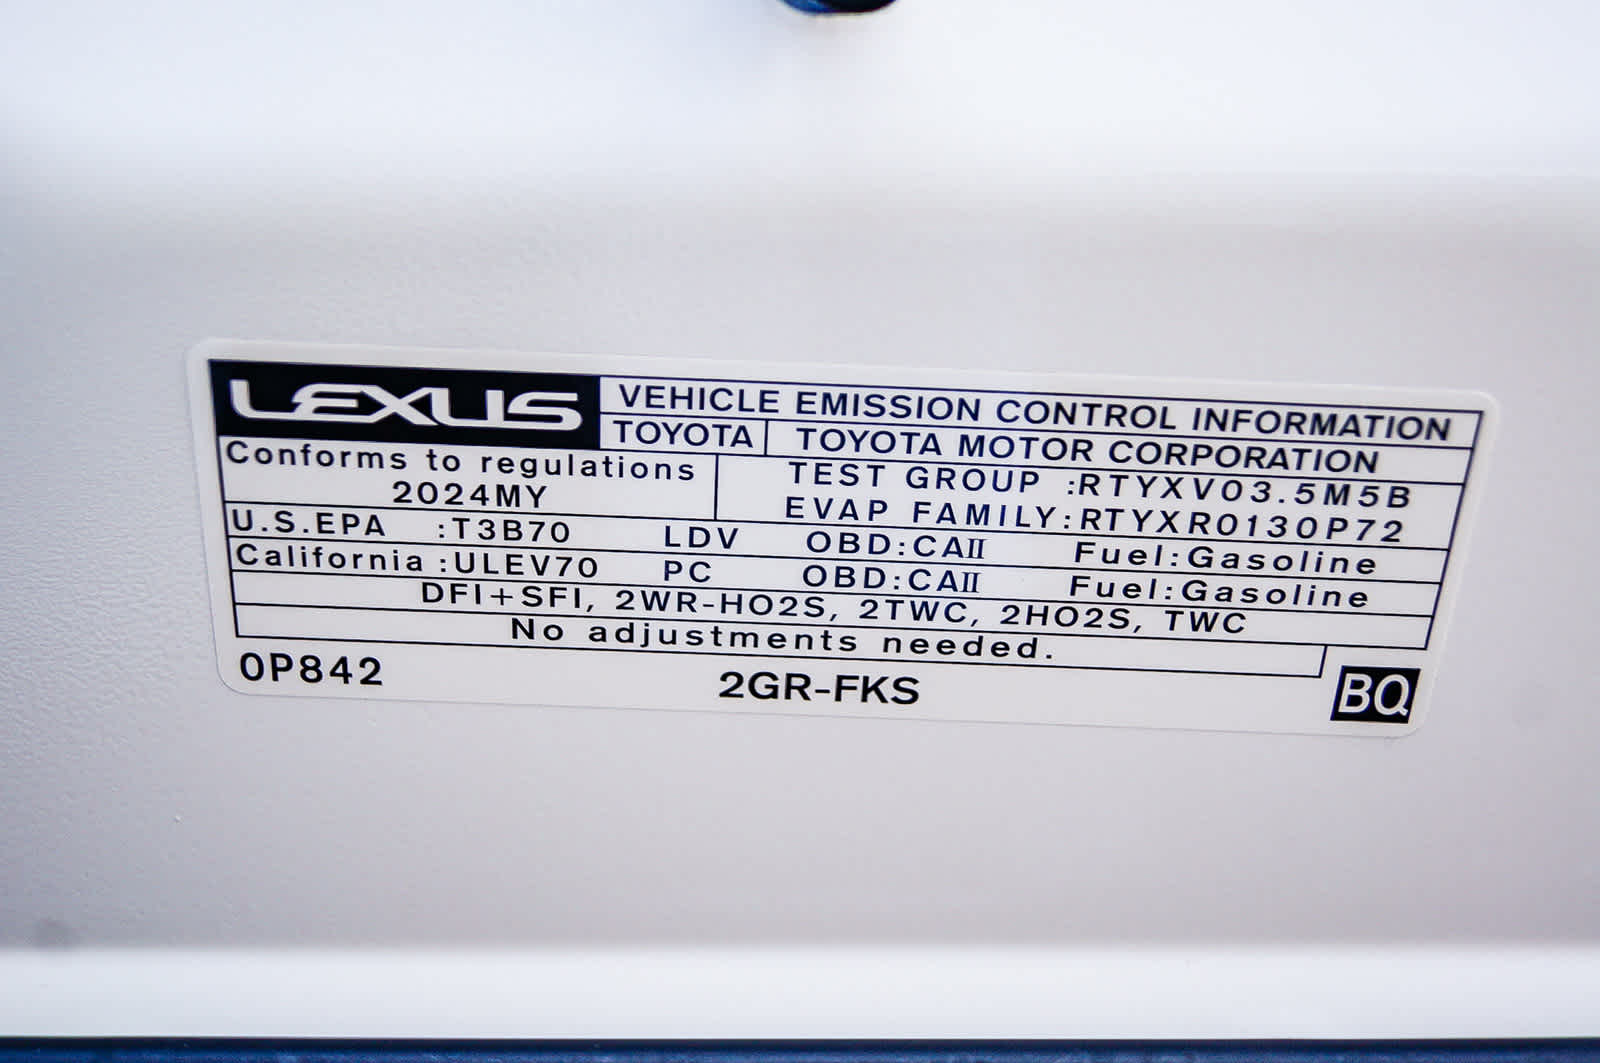 LEXUS VEHICLE EMISSION CONTROL INFORMATION
TOYOTA TOYOTA MOTOR CORPORATION
Conforms to regulations
2024MY
TEST GROUP :RTYXV03.5M5B
EVAP FAMILY:RTYXR0130P72
U.S.EPA :T3B70 LDV OBD:CAII Fuel:Gasoline
California :ULEV70 PC OBD:CAII Fuel:Gasoline
DFI+SFI, 2WR-HO2S, 2TWC, 2HO2S, TWC
No adjustments needed.
0P842 2GR-FKS BQ